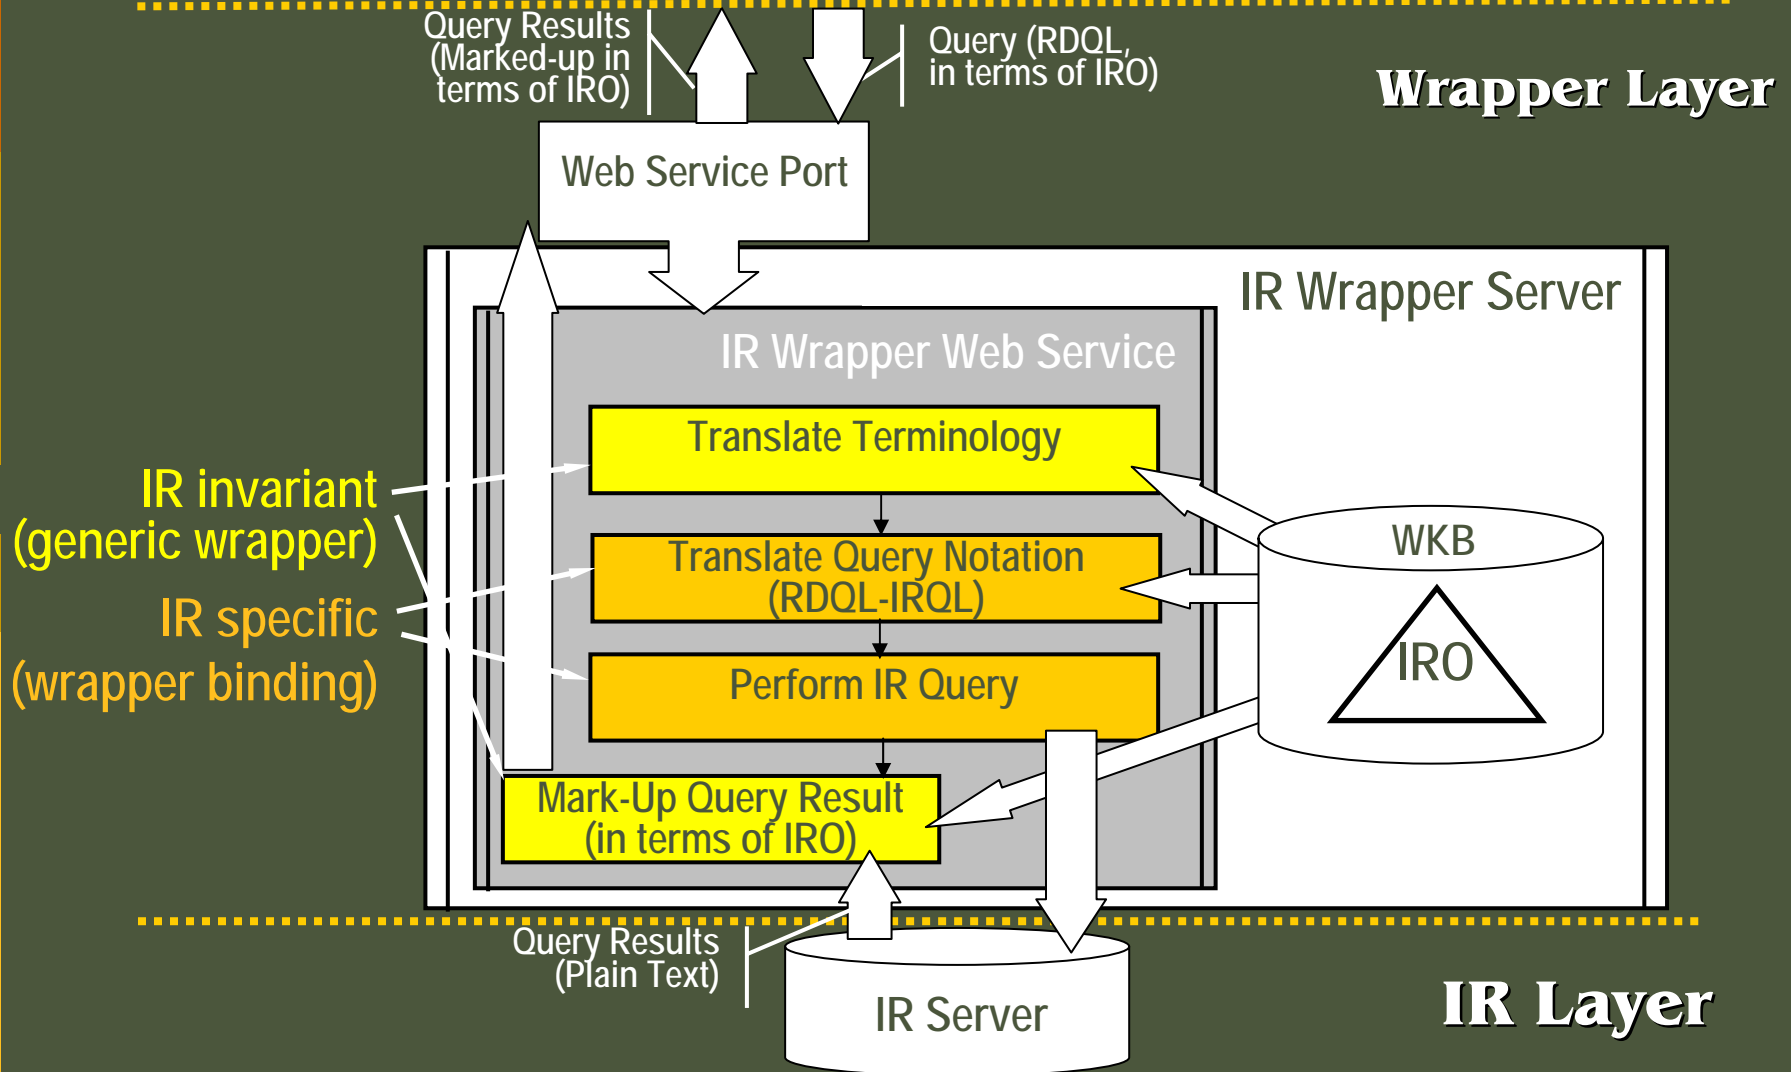 Query Results
(Marked-up in
terms of IRO)
Query (RDQL,
in terms of IRO)
Wrapper Layer
Web Service Port
IR Wrapper Server
IR Wrapper Web Service
Translate Terminology
IR invariant
(generic wrapper)
Translate Query Notation
(RDQL-IRQL)
WKB
IRO
IR specific
(wrapper binding)
Perform IR Query
Mark-Up Query Result
(in terms of IRO)
Query Results
(Plain Text)
IR Server
IR Layer